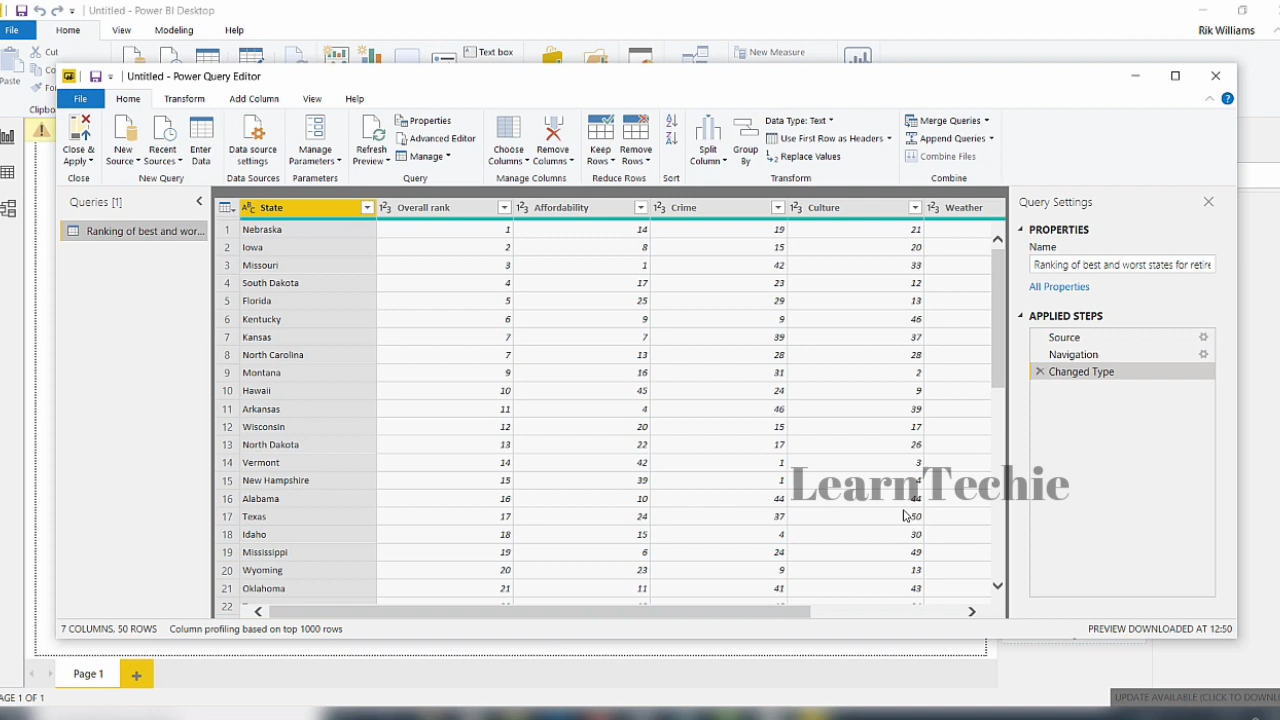 Untitled - Power BI Desktop
File Home View Modeling Help
Rik Williams
Cut
Paste
Text box
New Measure
Untitled - Power Query Editor
File Home Transform Add Column View Help
Close & Apply
New Source
Recent Sources
Enter Data
Data source settings
Manage Parameters
Refresh Preview
Properties
Advanced Editor
Manage
Choose Columns
Remove Columns
Keep Rows
Remove Rows
Split Column
Group By
Data Type: Text
Use First Row as Headers
Replace Values
Merge Queries
Append Queries
Combine Files
Close New Query Data Sources Parameters Query Manage Columns Reduce Rows Sort Transform Combine
Queries [1]
Ranking of best and wor...
State Overall rank Affordability Crime Culture Weather
1 Nebraska 1 14 19 21
2 Iowa 2 8 15 20
3 Missouri 3 1 42 33
4 South Dakota 4 17 23 12
5 Florida 5 25 29 13
6 Kentucky 6 9 9 46
7 Kansas 7 7 39 37
8 North Carolina 7 13 28 28
9 Montana 9 16 31 2
10 Hawaii 10 45 24 9
11 Arkansas 11 4 46 39
12 Wisconsin 12 20 15 17
13 North Dakota 13 22 17 26
14 Vermont 14 42 1 3
15 New Hampshire 15 39 1 4
16 Alabama 16 10 44 44
17 Texas 17 24 37 50
18 Idaho 18 15 4 30
19 Mississippi 19 6 24 49
20 Wyoming 20 23 9 13
21 Oklahoma 21 11 41 43
22
LearnTechie
Query Settings
PROPERTIES
Name
Ranking of best and worst states for retire
All Properties
APPLIED STEPS
Source
Navigation
Changed Type
7 COLUMNS, 50 ROWS Column profiling based on top 1000 rows
PREVIEW DOWNLOADED AT 12:50
Page 1
PAGE 1 OF 1
UPDATE AVAILABLE (CLICK TO DOWNL